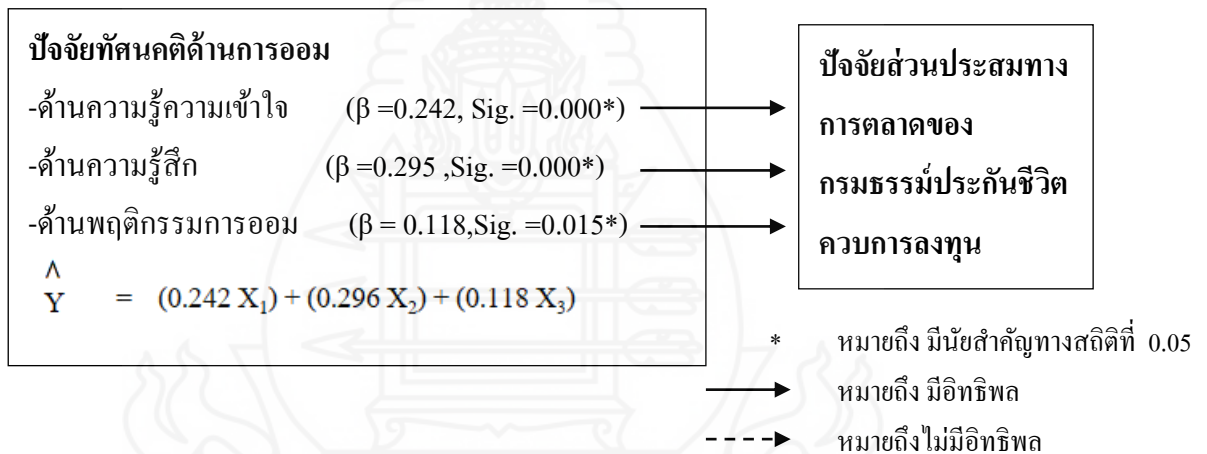 ปัจจัยทัศนคติด้านการออม
-ด้านความรู้ความเข้าใจ (β =0.242, Sig. =0.000*)
-ด้านความรู้สึก (β =0.295 ,Sig. =0.000*)
-ด้านพฤติกรรมการออม (β = 0.118,Sig. =0.015*)
^
Y = (0.242 X₁) + (0.296 X₂) + (0.118 X₃)
ปัจจัยส่วนประสมทาง
การตลาดของ
กรมธรรม์ประกันชีวิต
ควบการลงทุน
* หมายถึง มีนัยสำคัญทางสถิติที่ 0.05
หมายถึง มีอิทธิพล
หมายถึงไม่มีอิทธิพล